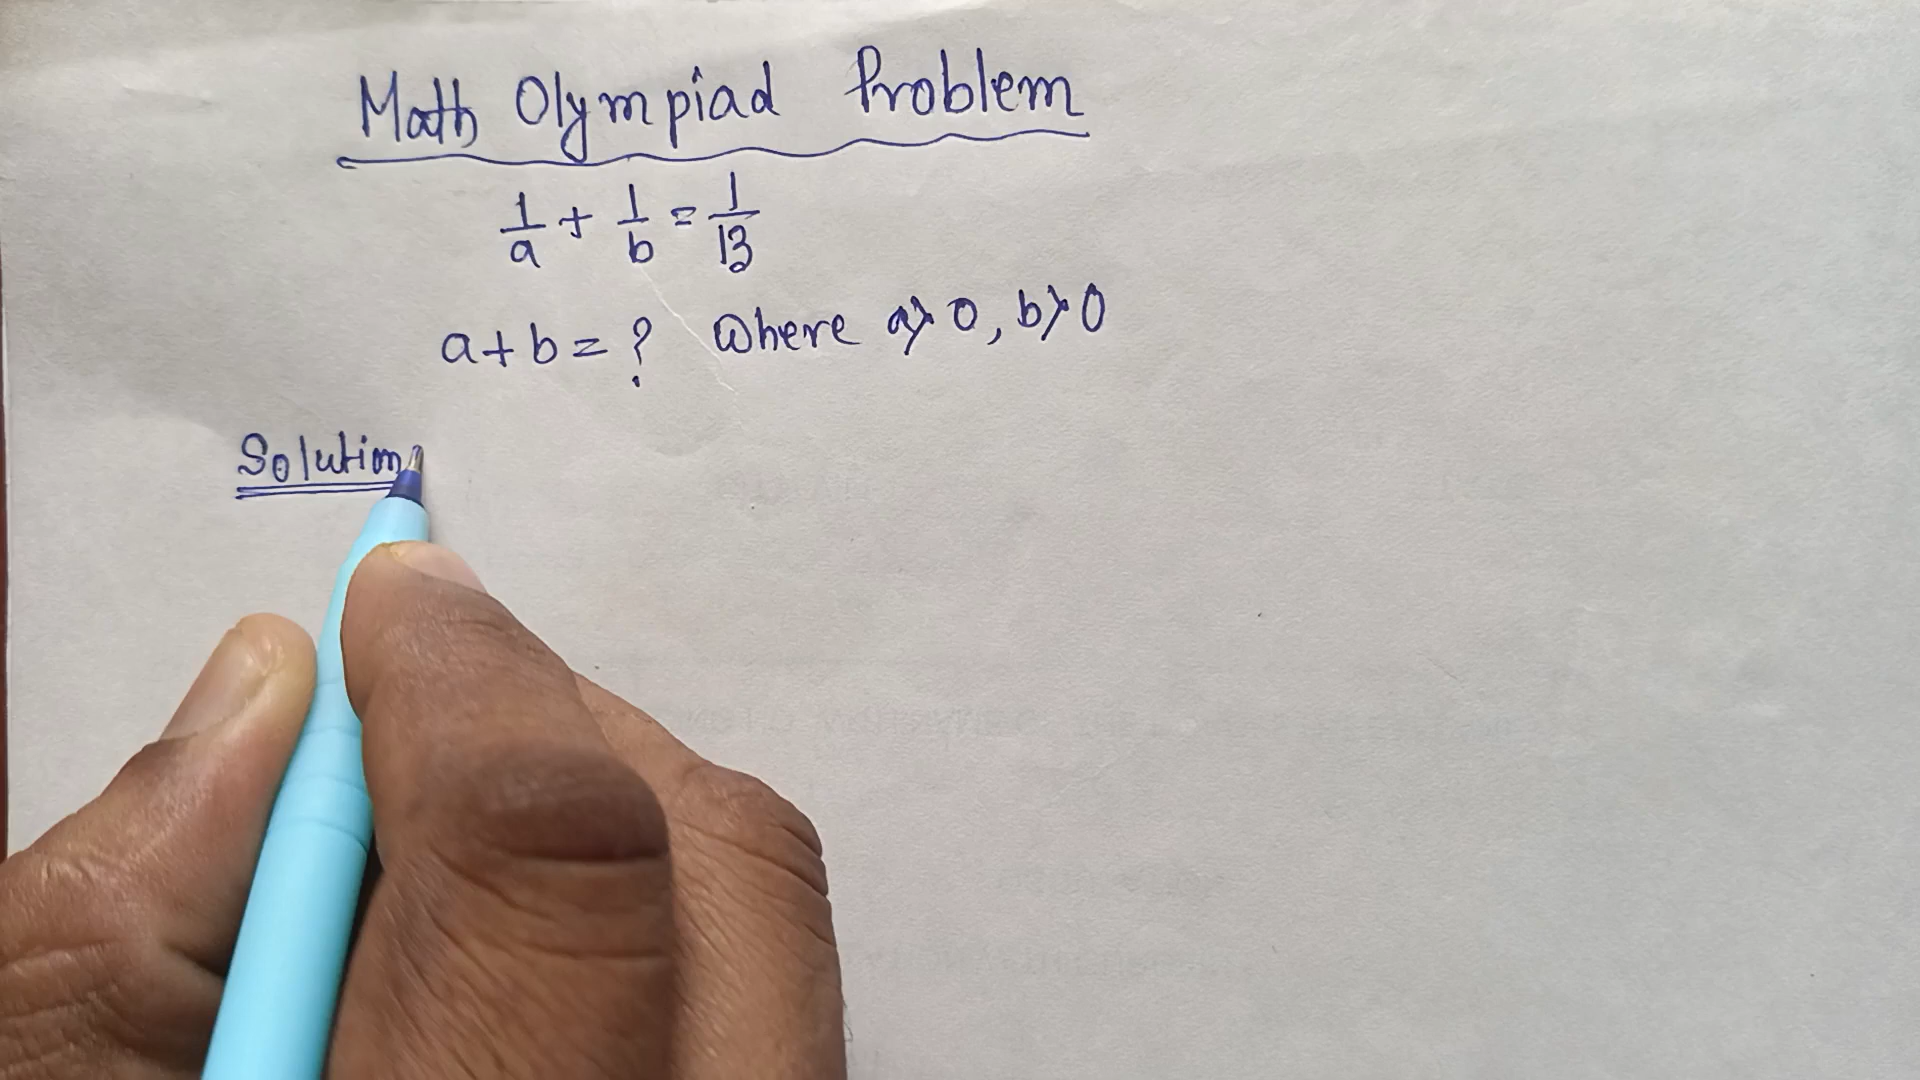 Math Olympiad Problem
1/a + 1/b = 1/13
a+b=? Where a>0, b>0
Solution